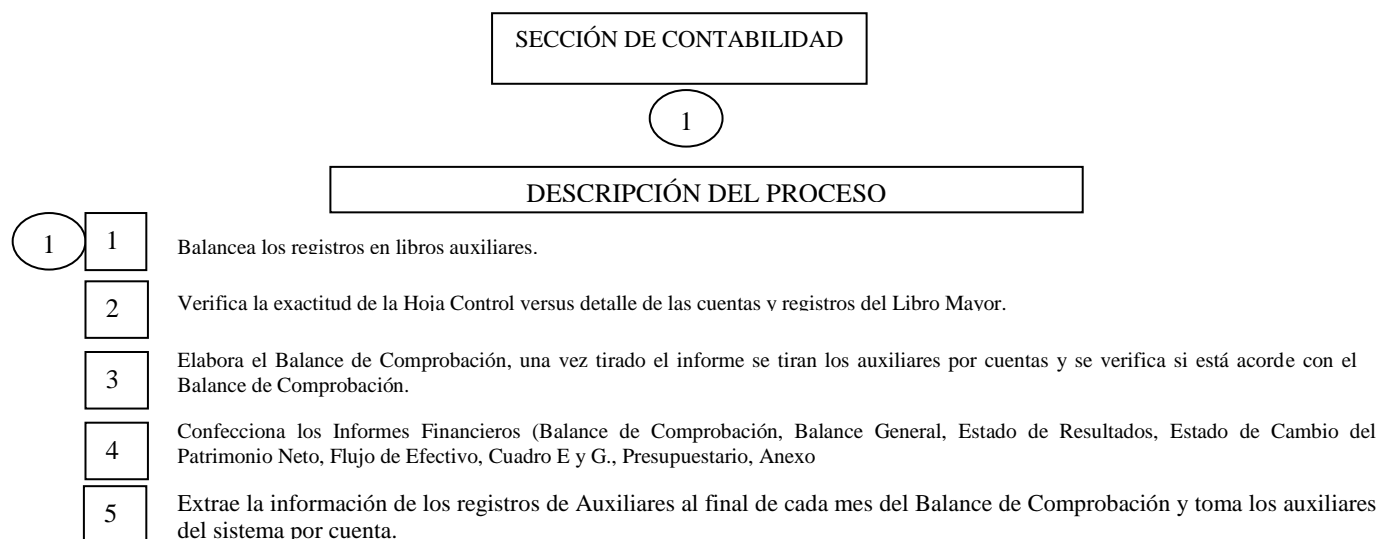 SECCIÓN DE CONTABILIDAD
1
DESCRIPCIÓN DEL PROCESO
1 1 Balancea los registros en libros auxiliares.
2 Verifica la exactitud de la Hoja Control versus detalle de las cuentas y registros del Libro Mayor.
3 Elabora el Balance de Comprobación, una vez tirado el informe se tiran los auxiliares por cuentas y se verifica si está acorde con el
Balance de Comprobación.
4 Confecciona los Informes Financieros (Balance de Comprobación, Balance General, Estado de Resultados, Estado de Cambio del
Patrimonio Neto, Flujo de Efectivo, Cuadro E y G., Presupuestario, Anexo
5 Extrae la información de los registros de Auxiliares al final de cada mes del Balance de Comprobación y toma los auxiliares
del sistema por cuenta.